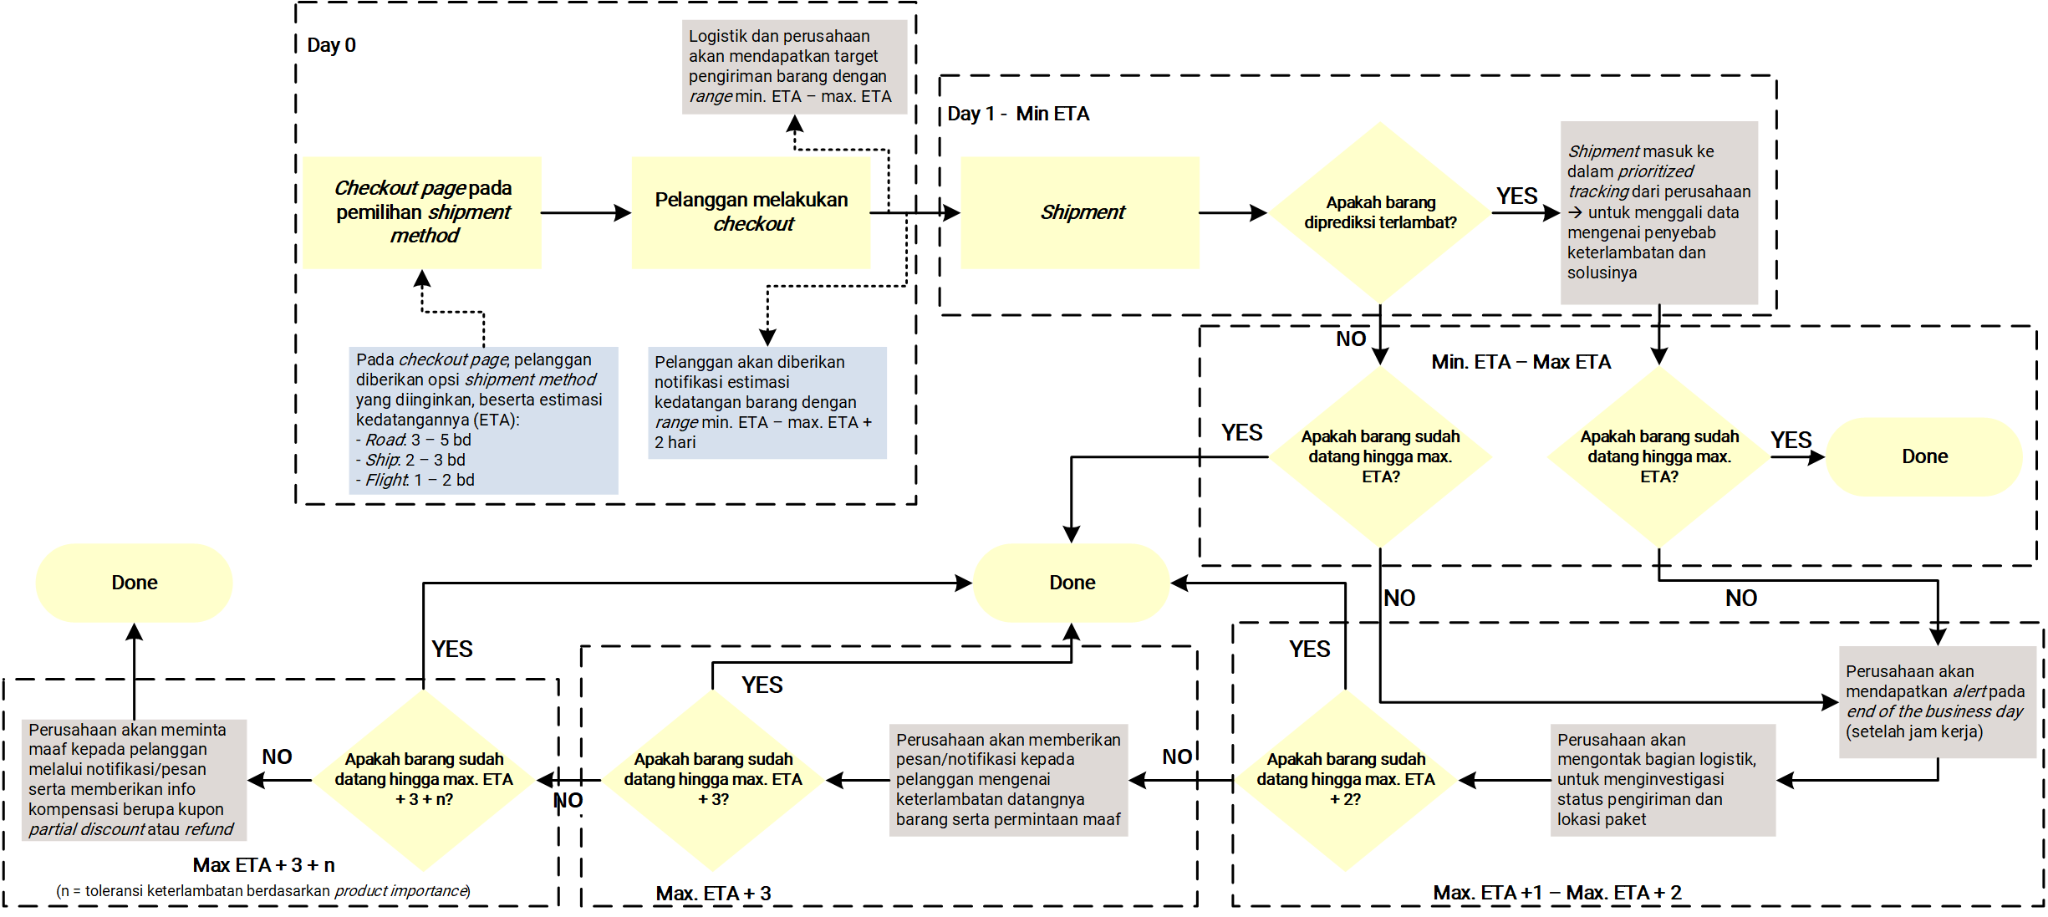 Day 0
Logistik dan perusahaan
akan mendapatkan target
pengiriman barang dengan
range min. ETA – max. ETA
Checkout page pada
pemilihan shipment
method
Pelanggan melakukan
checkout
Pada checkout page, pelanggan
diberikan opsi shipment method
yang diinginkan, beserta estimasi
kedatangannya (ETA):
- Road: 3 – 5 bd
- Ship: 2 – 3 bd
- Flight: 1 – 2 bd
Pelanggan akan diberikan
notifikasi estimasi
kedatangan barang dengan
range min. ETA – max. ETA +
2 hari
Day 1 - Min ETA
Shipment
Apakah barang
diprediksi terlambat?
YES
Shipment masuk ke
dalam prioritized
tracking dari perusahaan
→ untuk menggali data
mengenai penyebab
keterlambatan dan
solusinya
NO
Min. ETA – Max ETA
YES
Apakah barang sudah
datang hingga max.
ETA?
Apakah barang sudah
datang hingga max.
ETA?
YES
Done
NO
NO
Perusahaan akan
mendapatkan alert pada
end of the business day
(setelah jam kerja)
Perusahaan akan
mengontak bagian logistik,
untuk menginvestigasi
status pengiriman dan
lokasi paket
YES
Apakah barang sudah
datang hingga max. ETA
+ 2?
Max. ETA +1 – Max. ETA + 2
NO
Done
Perusahaan akan memberikan
pesan/notifikasi kepada
pelanggan mengenai
keterlambatan datangnya
barang serta permintaan maaf
YES
Apakah barang sudah
datang hingga max. ETA
+ 3?
Max. ETA + 3
NO
YES
Apakah barang sudah
datang hingga max. ETA
+ 3 + n?
NO
Perusahaan akan meminta
maaf kepada pelanggan
melalui notifikasi/pesan
serta memberikan info
kompensasi berupa kupon
partial discount atau refund
Done
Max ETA + 3 + n
(n = toleransi keterlambatan berdasarkan product importance)